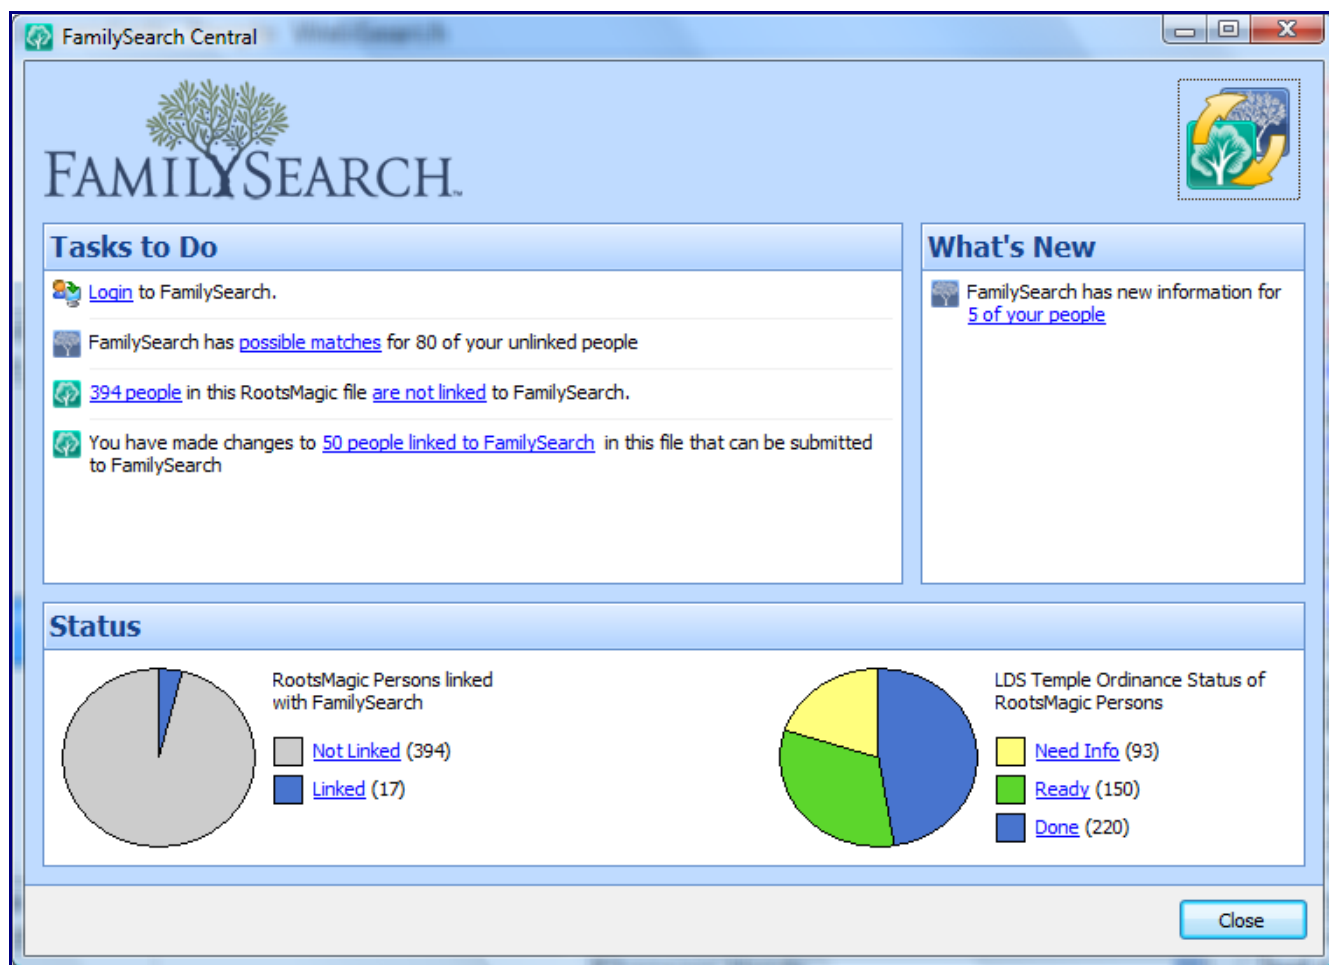 FamilySearch Central
FAMILYSEARCH™
Tasks to Do
Login to FamilySearch.
FamilySearch has possible matches for 80 of your unlinked people
394 people in this RootsMagic file are not linked to FamilySearch.
You have made changes to 50 people linked to FamilySearch in this file that can be submitted
to FamilySearch
What's New
FamilySearch has new information for
5 of your people
Status
RootsMagic Persons linked
with FamilySearch
Not Linked (394)
Linked (17)
LDS Temple Ordinance Status of
RootsMagic Persons
Need Info (93)
Ready (150)
Done (220)
Close